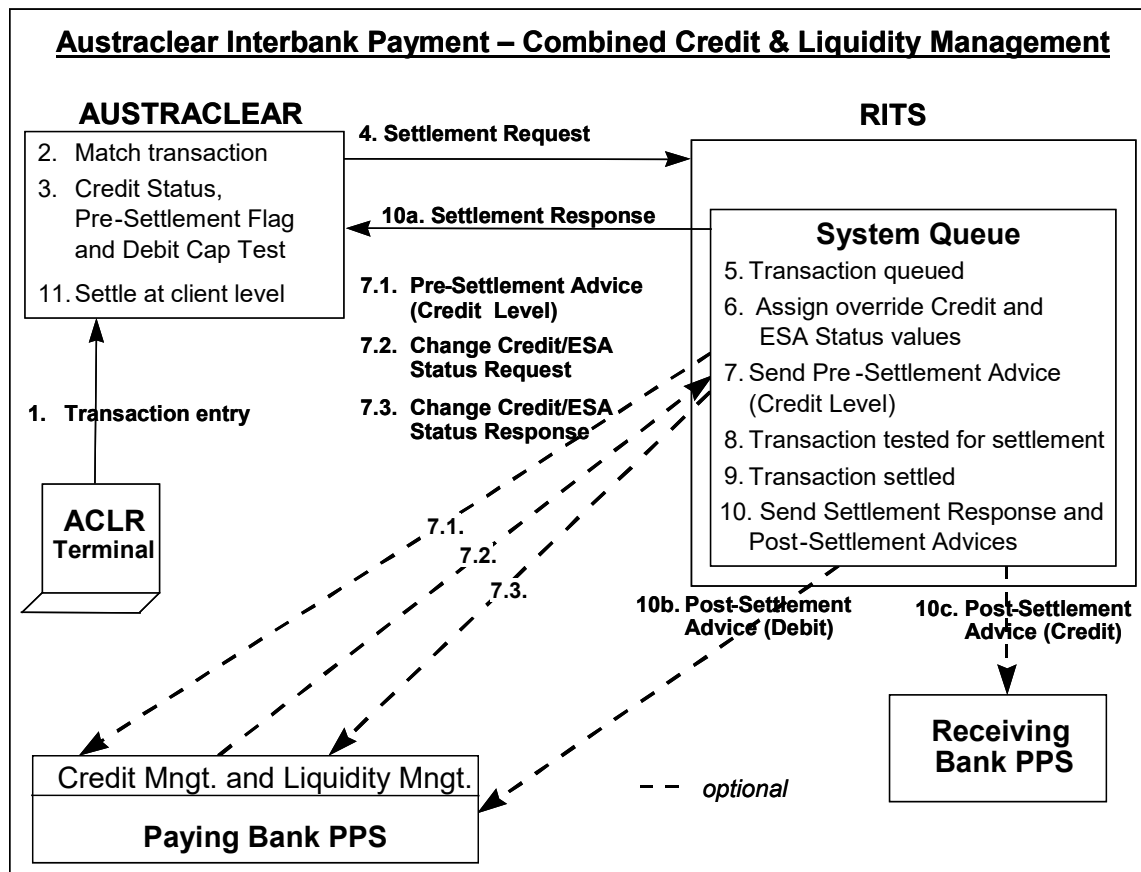 Austraclear Interbank Payment – Combined Credit & Liquidity Management
AUSTRACLEAR
2. Match transaction
3. Credit Status,
Pre-Settlement Flag
and Debit Cap Test
11. Settle at client level
4. Settlement Request
10a. Settlement Response
7.1. Pre-Settlement Advice
(Credit Level)
7.2. Change Credit/ESA
Status Request
7.3. Change Credit/ESA
Status Response
RITS
System Queue
5. Transaction queued
6. Assign override Credit and
ESA Status values
7. Send Pre-Settlement Advice
(Credit Level)
8. Transaction tested for settlement
9. Transaction settled
10. Send Settlement Response and
Post-Settlement Advices
1. Transaction entry
ACLR
Terminal
7.1.
7.2.
7.3.
10b. Post-Settlement
Advice (Debit)
10c. Post-Settlement
Advice (Credit)
Receiving
Bank PPS
Credit Mngt. and Liquidity Mngt.
Paying Bank PPS
optional